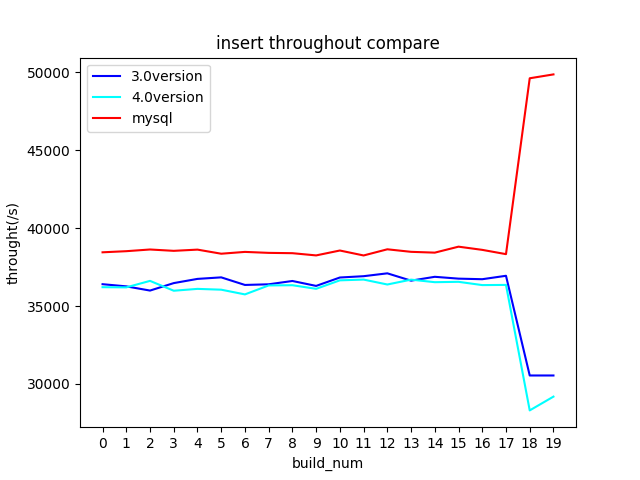 insert throughout compare
3.0version
4.0version
mysql
throught(/s)
50000
45000
40000
35000
30000
0 1 2 3 4 5 6 7 8 9 10 11 12 13 14 15 16 17 18 19
build_num